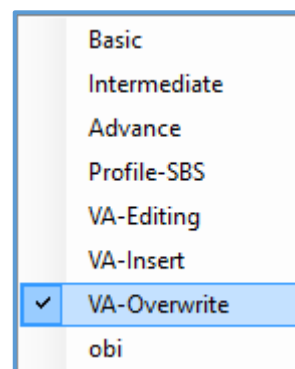 Basic
Intermediate
Advance
Profile-SBS
VA-Editing
VA-Insert
VA-Overwrite
obi